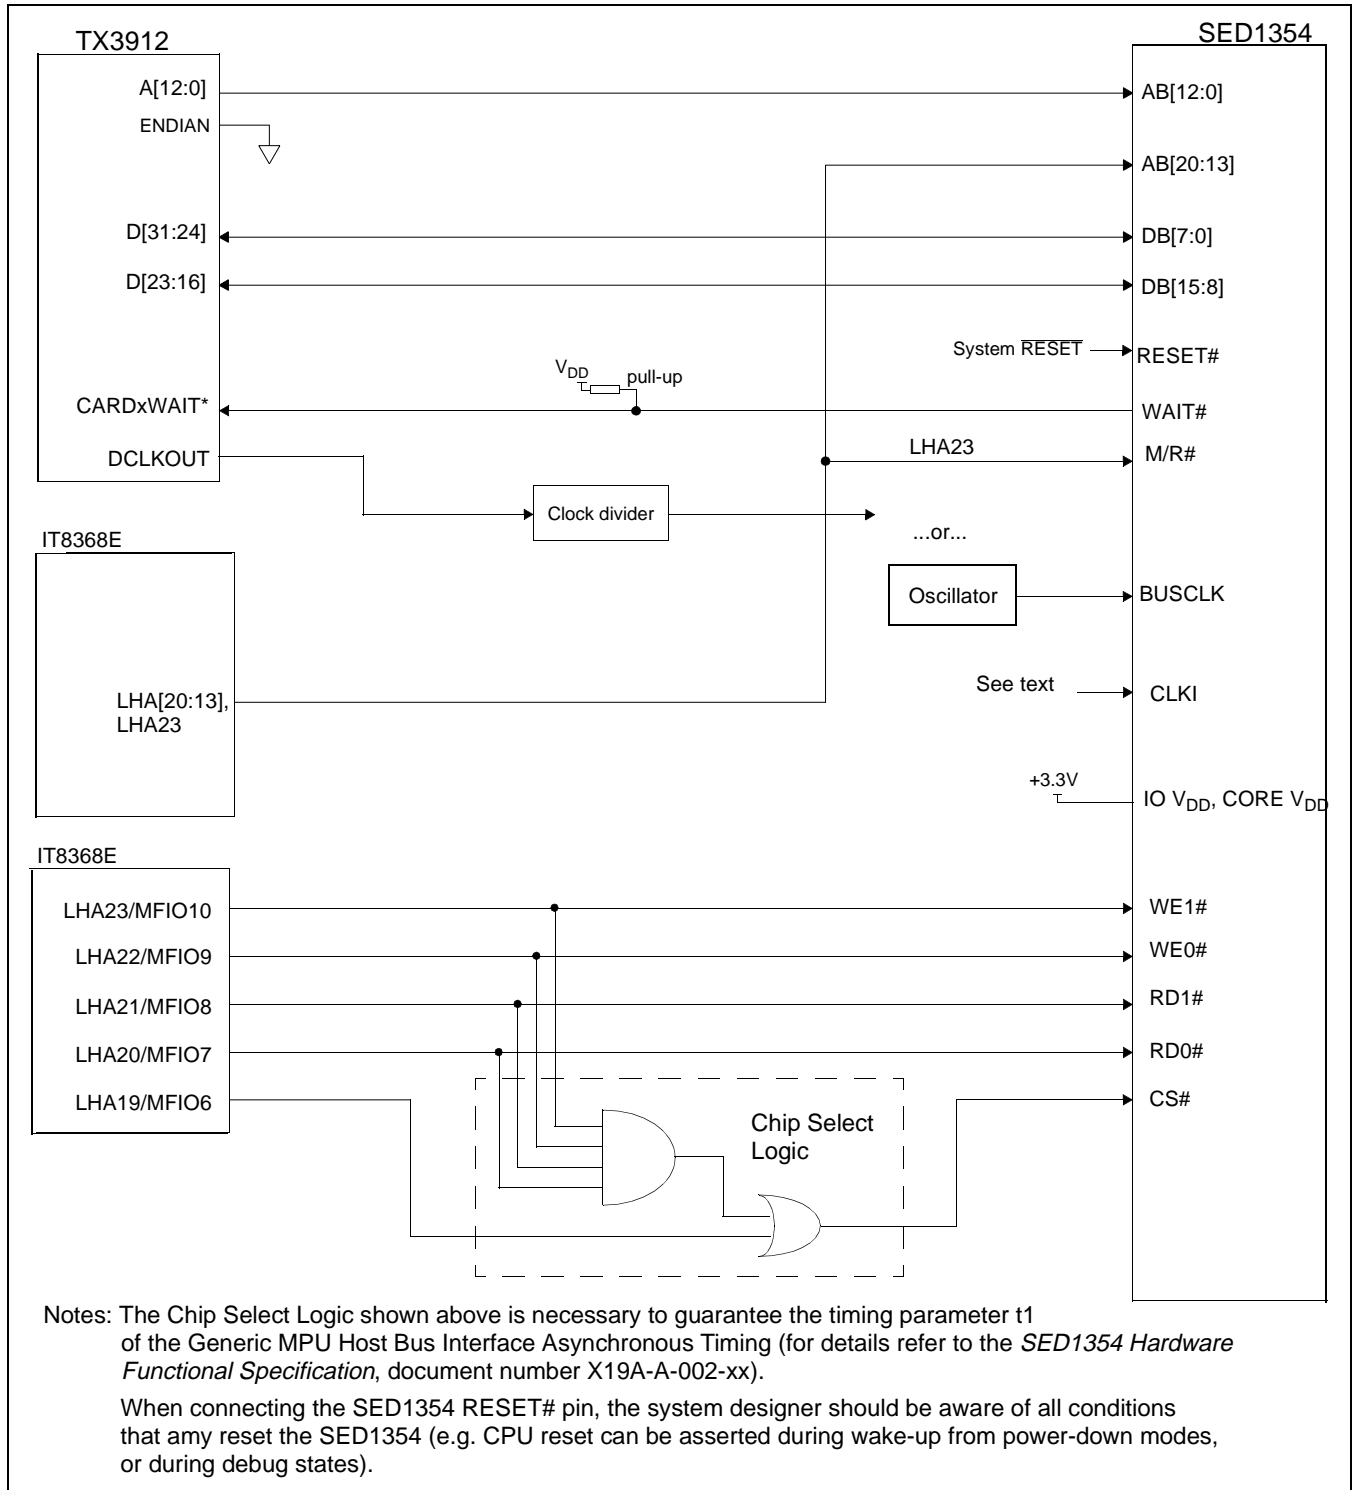 TX3912
SED1354
A[12:0]
AB[12:0]
ENDIAN
AB[20:13]
D[31:24]
DB[7:0]
D[23:16]
DB[15:8]
System RESET
RESET#
VDD
pull-up
CARDxWAIT*
WAIT#
LHA23
M/R#
DCLKOUT
Clock divider
...or...
IT8368E
Oscillator
BUSCLK
See text
CLKI
LHA[20:13],
LHA23
+3.3V
IO VDD, CORE VDD
IT8368E
LHA23/MFIO10
WE1#
LHA22/MFIO9
WE0#
LHA21/MFIO8
RD1#
LHA20/MFIO7
RD0#
LHA19/MFIO6
CS#
Chip Select
Logic
Notes: The Chip Select Logic shown above is necessary to guarantee the timing parameter t1
of the Generic MPU Host Bus Interface Asynchronous Timing (for details refer to the SED1354 Hardware
Functional Specification, document number X19A-A-002-xx).
When connecting the SED1354 RESET# pin, the system designer should be aware of all conditions
that amy reset the SED1354 (e.g. CPU reset can be asserted during wake-up from power-down modes,
or during debug states).